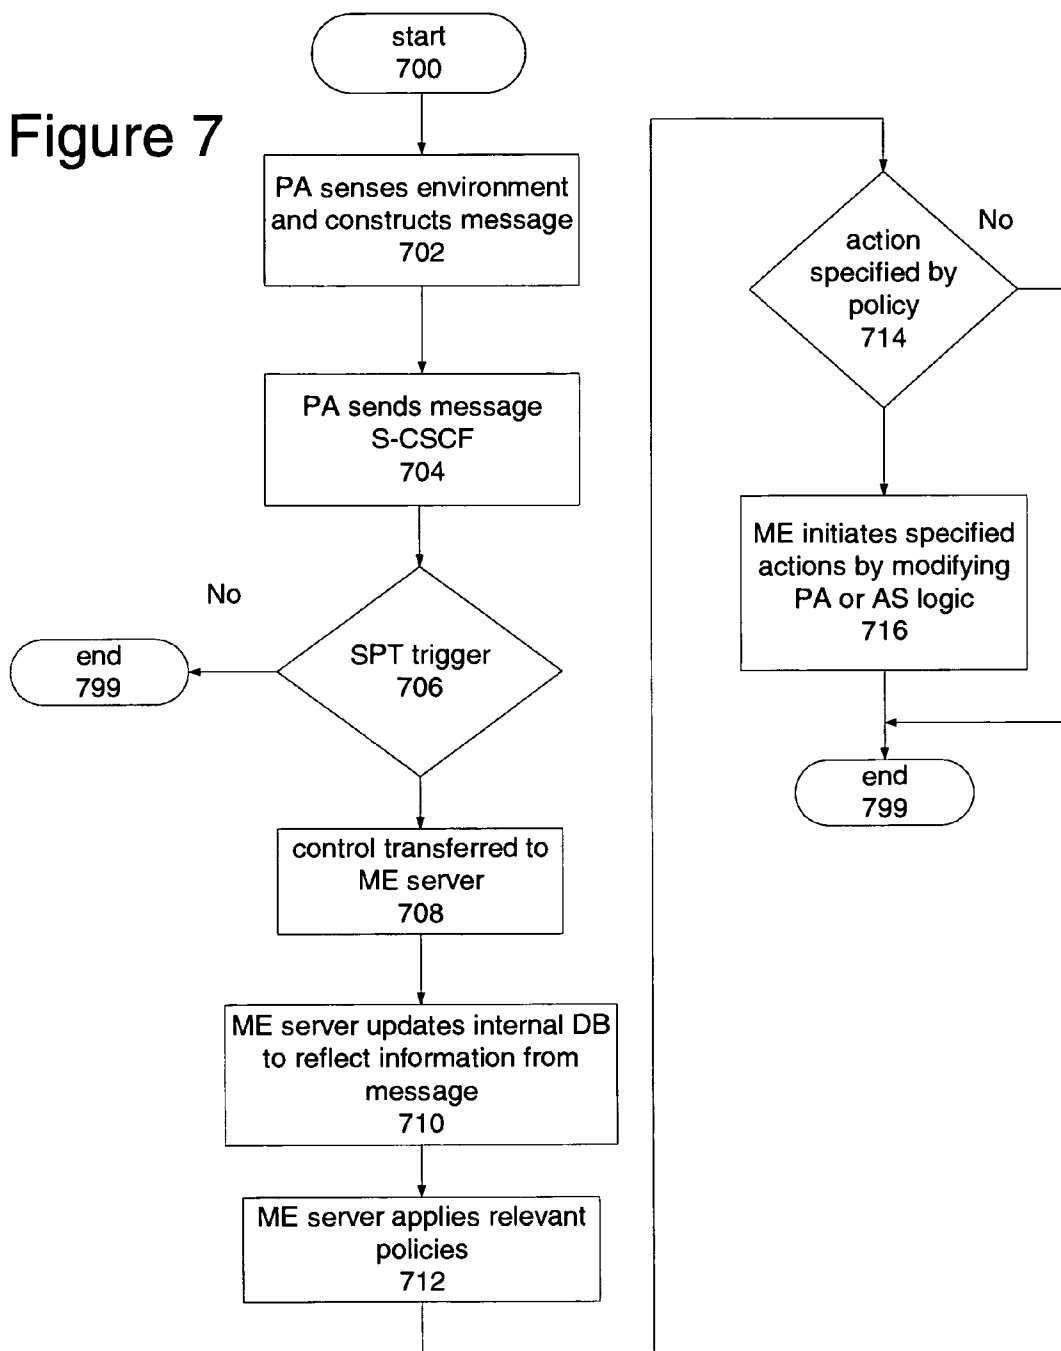 start
700
Figure 7
PA senses environment
and constructs message
702
PA sends message
S-CSCF
704
No
SPT trigger
706
end
799
control transferred to
ME server
708
ME server updates internal DB
to reflect information from
message
710
ME server applies relevant
policies
712
No
action
specified by
policy
714
ME initiates specified
actions by modifying
PA or AS logic
716
end
799